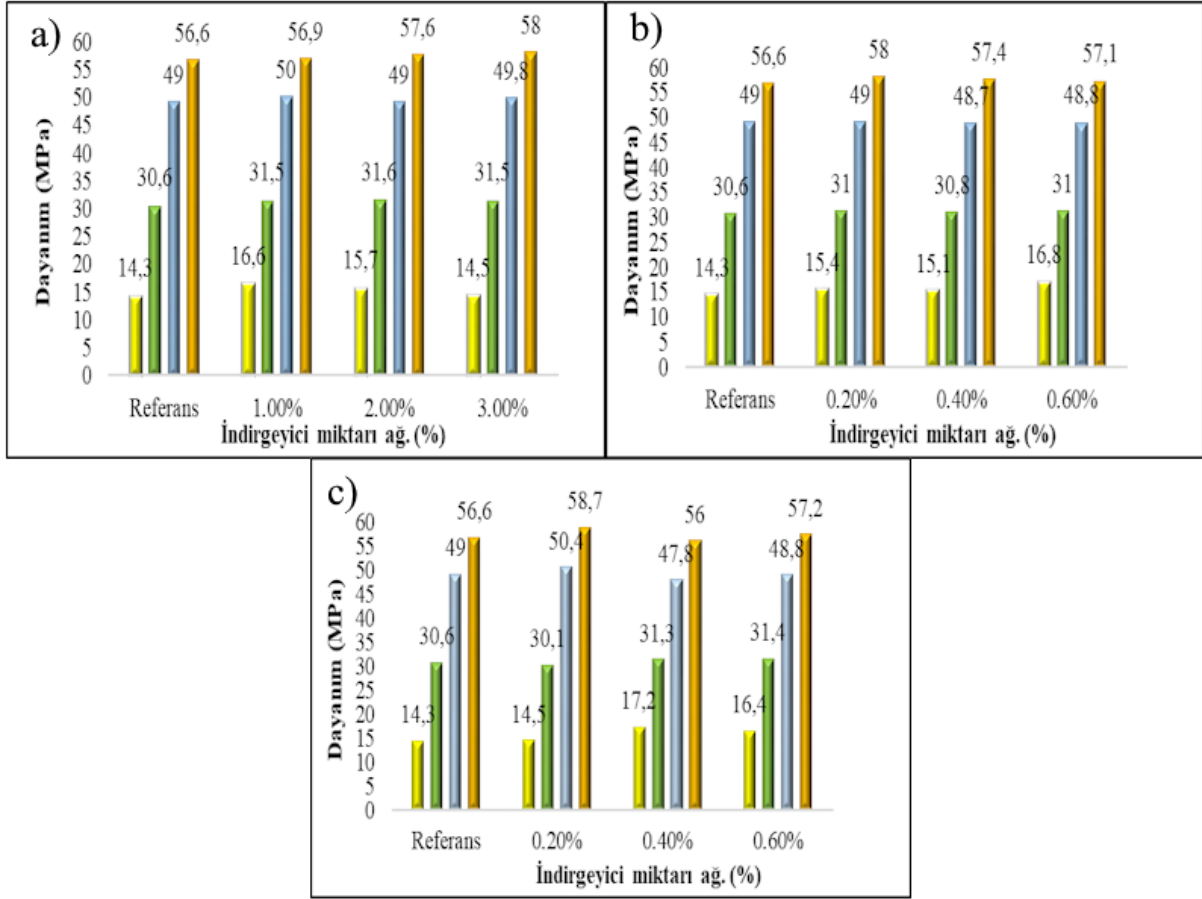 a)
56,6 56,9 57,6 58
49 50 49 49,8
30,6 31,5 31,6 31,5
14,3 16,6 15,7 14,5
60
55
50
45
40
35
30
25
20
15
10
5
0
Dayanım (MPa)
Referans 1.00% 2.00% 3.00%
İndirgeyici miktarı ağ. (%)
b)
56,6 58 57,4 57,1
49 49 48,7 48,8
30,6 31 30,8 31
14,3 15,4 15,1 16,8
60
55
50
45
40
35
30
25
20
15
10
5
0
Dayanım (MPa)
Referans 0.20% 0.40% 0.60%
İndirgeyici miktarı ağ. (%)
c)
56,6 58,7 56 57,2
49 50,4 47,8 48,8
30,6 30,1 31,3 31,4
14,3 14,5 17,2 16,4
60
55
50
45
40
35
30
25
20
15
10
5
0
Dayanım (MPa)
Referans 0.20% 0.40% 0.60%
İndirgeyici miktarı ağ. (%)